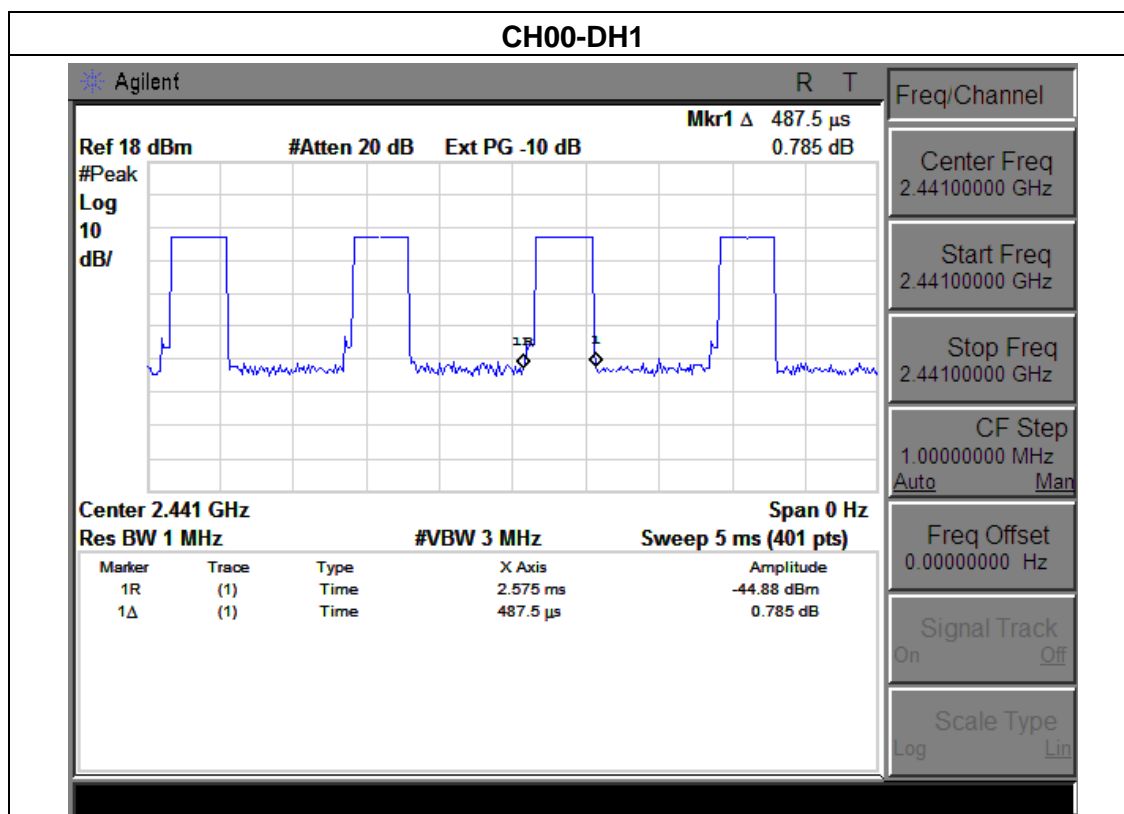 CH00-DH1
Agilent R T
Freq/Channel
Mkr1 Δ 487.5 µs
Ref 18 dBm #Atten 20 dB Ext PG -10 dB 0.785 dB
#Peak
Log
10
dB/
1R 1
Center 2.441 GHz Span 0 Hz
Res BW 1 MHz #VBW 3 MHz Sweep 5 ms (401 pts)
Marker Trace Type X Axis Amplitude
1R (1) Time 2.575 ms -44.88 dBm
1Δ (1) Time 487.5 µs 0.785 dB
Center Freq
2.44100000 GHz
Start Freq
2.44100000 GHz
Stop Freq
2.44100000 GHz
CF Step
1.00000000 MHz
Auto Man
Freq Offset
0.00000000 Hz
Signal Track
On Off
Scale Type
Log Lin